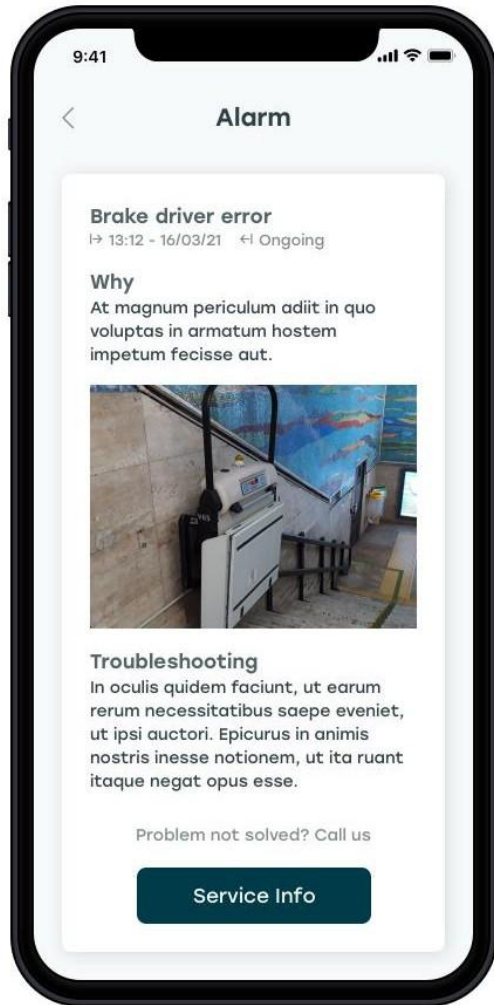 9:41
Alarm
Brake driver error
13:12 - 16/03/21 Ongoing
Why
At magnum periculum adiit in quo
voluptas in armatum hostem
impetum fecisse aut.
Troubleshooting
In oculis quidem faciunt, ut earum
rerum necessitatibus saepe eveniet,
ut ipsi auctori. Epicurus in animis
nostris inesse notionem, ut ita ruant
itaque negat opus esse.
Problem not solved? Call us
Service Info